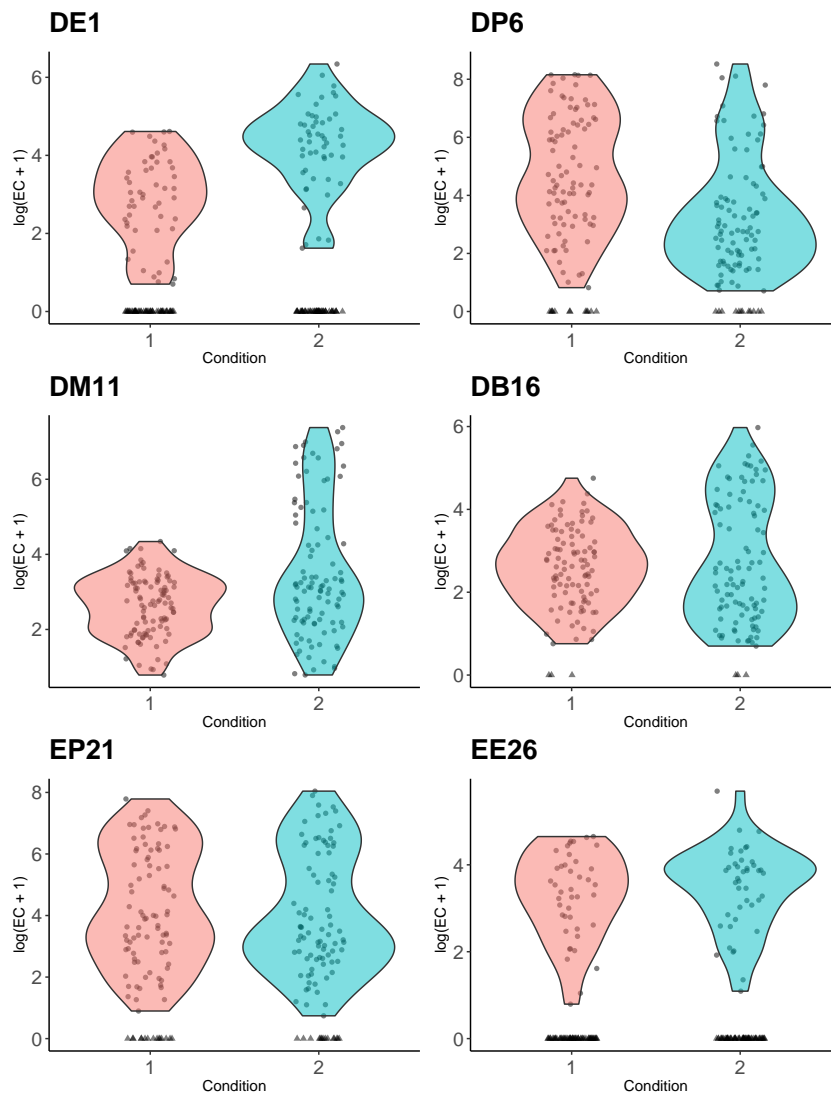 DE1
DP6
log(EC + 1)
6
4
2
0
1
2
Condition
log(EC + 1)
8
6
4
2
0
1
2
Condition
DM11
DB16
log(EC + 1)
6
4
2
1
2
Condition
log(EC + 1)
6
4
2
0
1
2
Condition
EP21
EE26
log(EC + 1)
8
6
4
2
0
1
2
Condition
log(EC + 1)
4
2
0
1
2
Condition